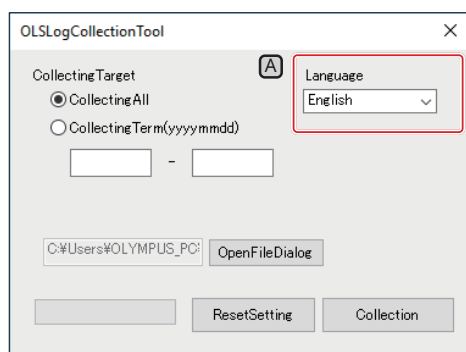 OLSLogCollectionTool
CollectingTarget
CollectingAll
CollectingTerm(yyyymmdd)
-
A
Language
English
C:¥Users¥OLYMPUS_PC
OpenFileDialog
ResetSetting
Collection